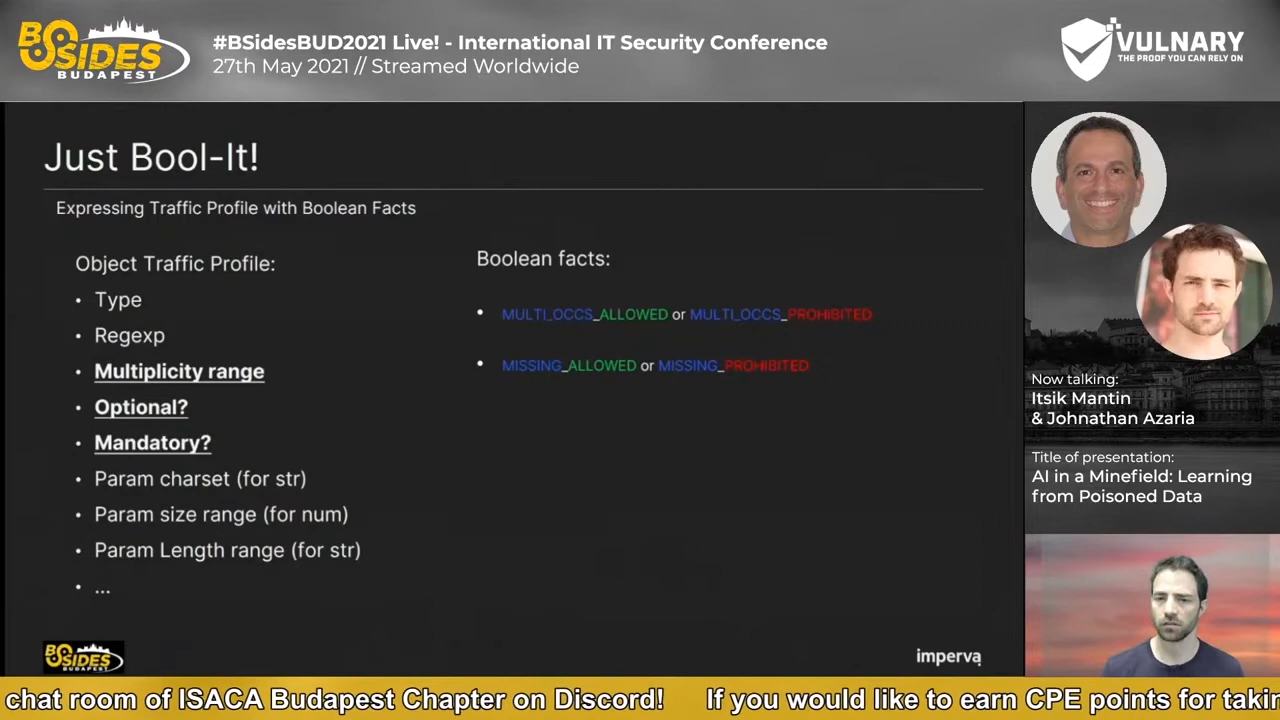 BSIDES
BUDAPEST
#BSidesBUD2021 Live! - International IT Security Conference
27th May 2021 // Streamed Worldwide
VULNARY
THE PROOF YOU CAN RELY ON
Just Bool-It!
Expressing Traffic Profile with Boolean Facts
Object Traffic Profile:
• Type
• Regexp
• Multiplicity range
• Optional?
• Mandatory?
• Param charset (for str)
• Param size range (for num)
• Param Length range (for str)
• ...
Boolean facts:
• MULTI_OCCS_ALLOWED or MULTI_OCCS_PROHIBITED
• MISSING_ALLOWED or MISSING_PROHIBITED
BSIDES
BUDAPEST
imperva
Now talking:
Itsik Mantin
& Johnathan Azaria
Title of presentation:
AI in a Minefield: Learning
from Poisoned Data
chat room of ISACA Budapest Chapter on Discord! If you would like to earn CPE points for takin